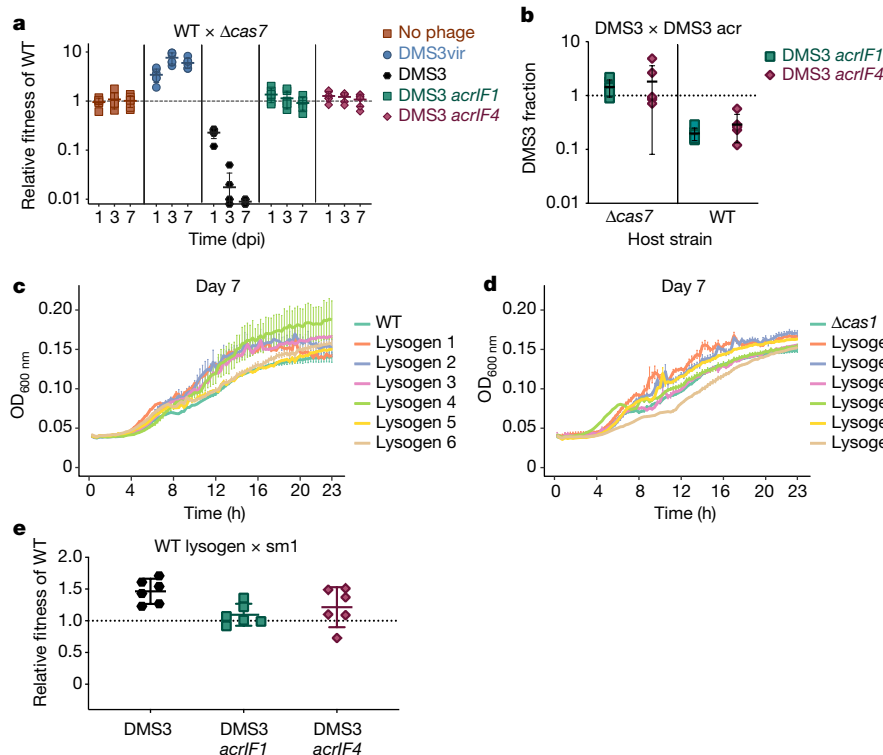 a
WT × Δcas7
Relative fitness of WT
10
1
0.1
0.01
1 3 7 1 3 7 1 3 7 1 3 7 1 3 7
Time (dpi)
No phage
DMS3vir
DMS3
DMS3 acrIF1
DMS3 acrIF4
b
DMS3 × DMS3 acr
DMS3 fraction
10
1
0.1
0.01
Δcas7 WT
Host strain
DMS3 acrIF1
DMS3 acrIF4
c
Day 7
OD600 nm
0.20
0.15
0.10
0.05
0
0 4 8 12 16 20 23
Time (h)
WT
Lysogen 1
Lysogen 2
Lysogen 3
Lysogen 4
Lysogen 5
Lysogen 6
d
Day 7
OD600 nm
0.20
0.15
0.10
0.05
0
0 4 8 12 16 20 23
Time (h)
Δcas1
Lysoge
Lysoge
Lysoge
Lysoge
Lysoge
Lysoge
e
WT lysogen × sm1
Relative fitness of WT
2.0
1.5
1.0
0.5
0
DMS3 DMS3 DMS3
acrIF1 acrIF4